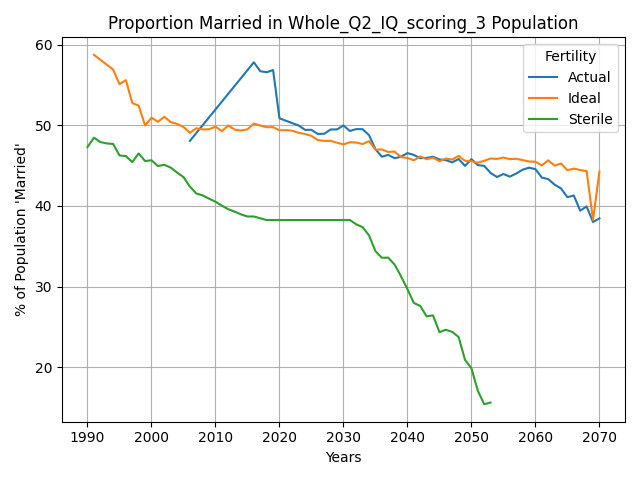 Proportion Married in Whole_Q2_IQ_scoring_3 Population
% of Population 'Married'
60
50
40
30
20
Fertility
Actual
Ideal
Sterile
1990 2000 2010 2020 2030 2040 2050 2060 2070
Years